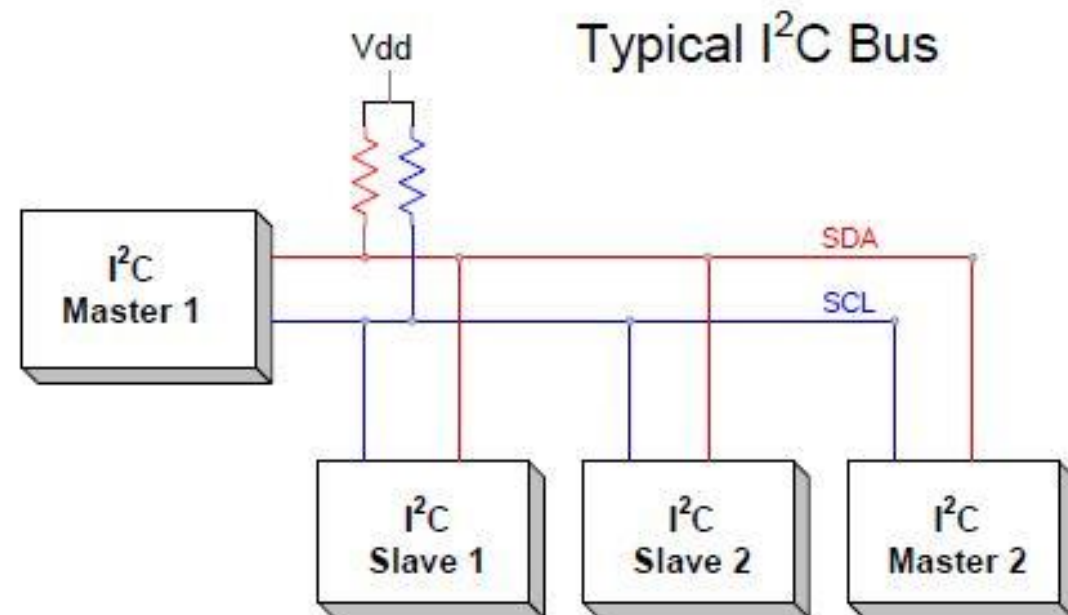 Typical I²C Bus
Vdd
SDA
SCL
I²C
Master 1
I²C
Slave 1
I²C
Slave 2
I²C
Master 2